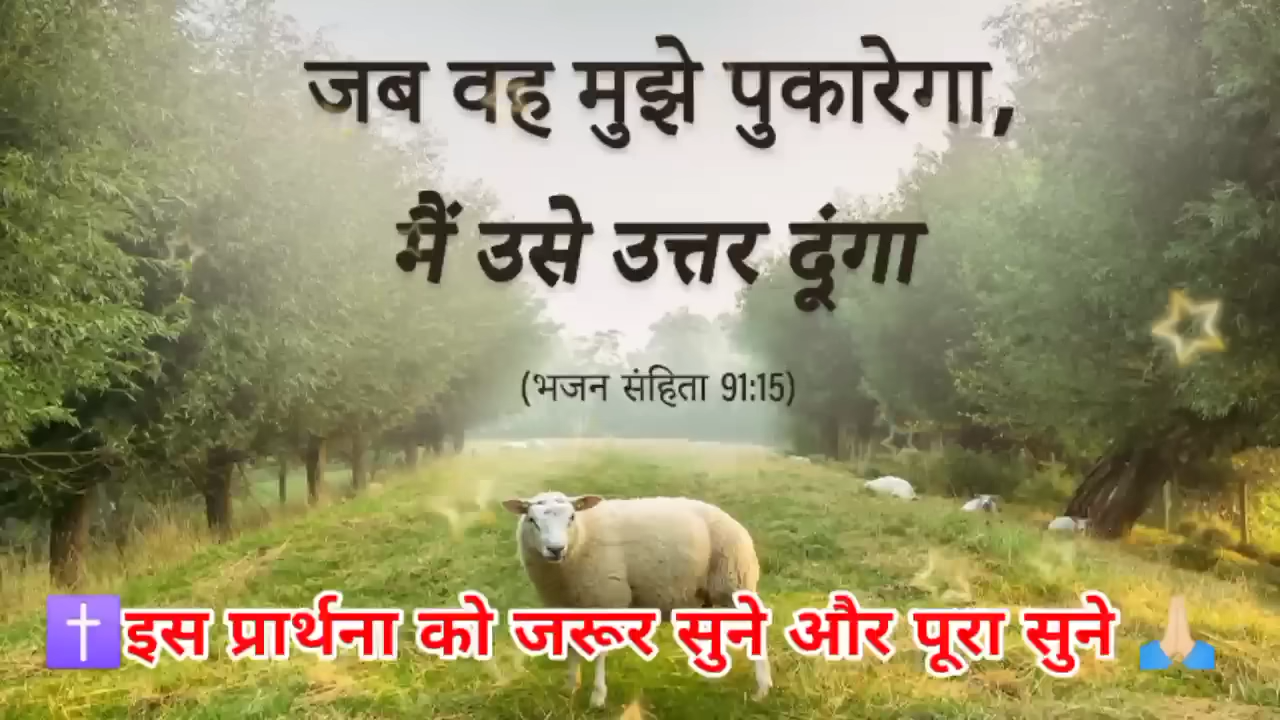 जब वह मुझे पुकारेगा,
मैं उसे उत्तर दूंगा
(भजन संहिता 91:15)
✝️इस प्रार्थना को जरूर सुने और पूरा सुने 🙏🏼